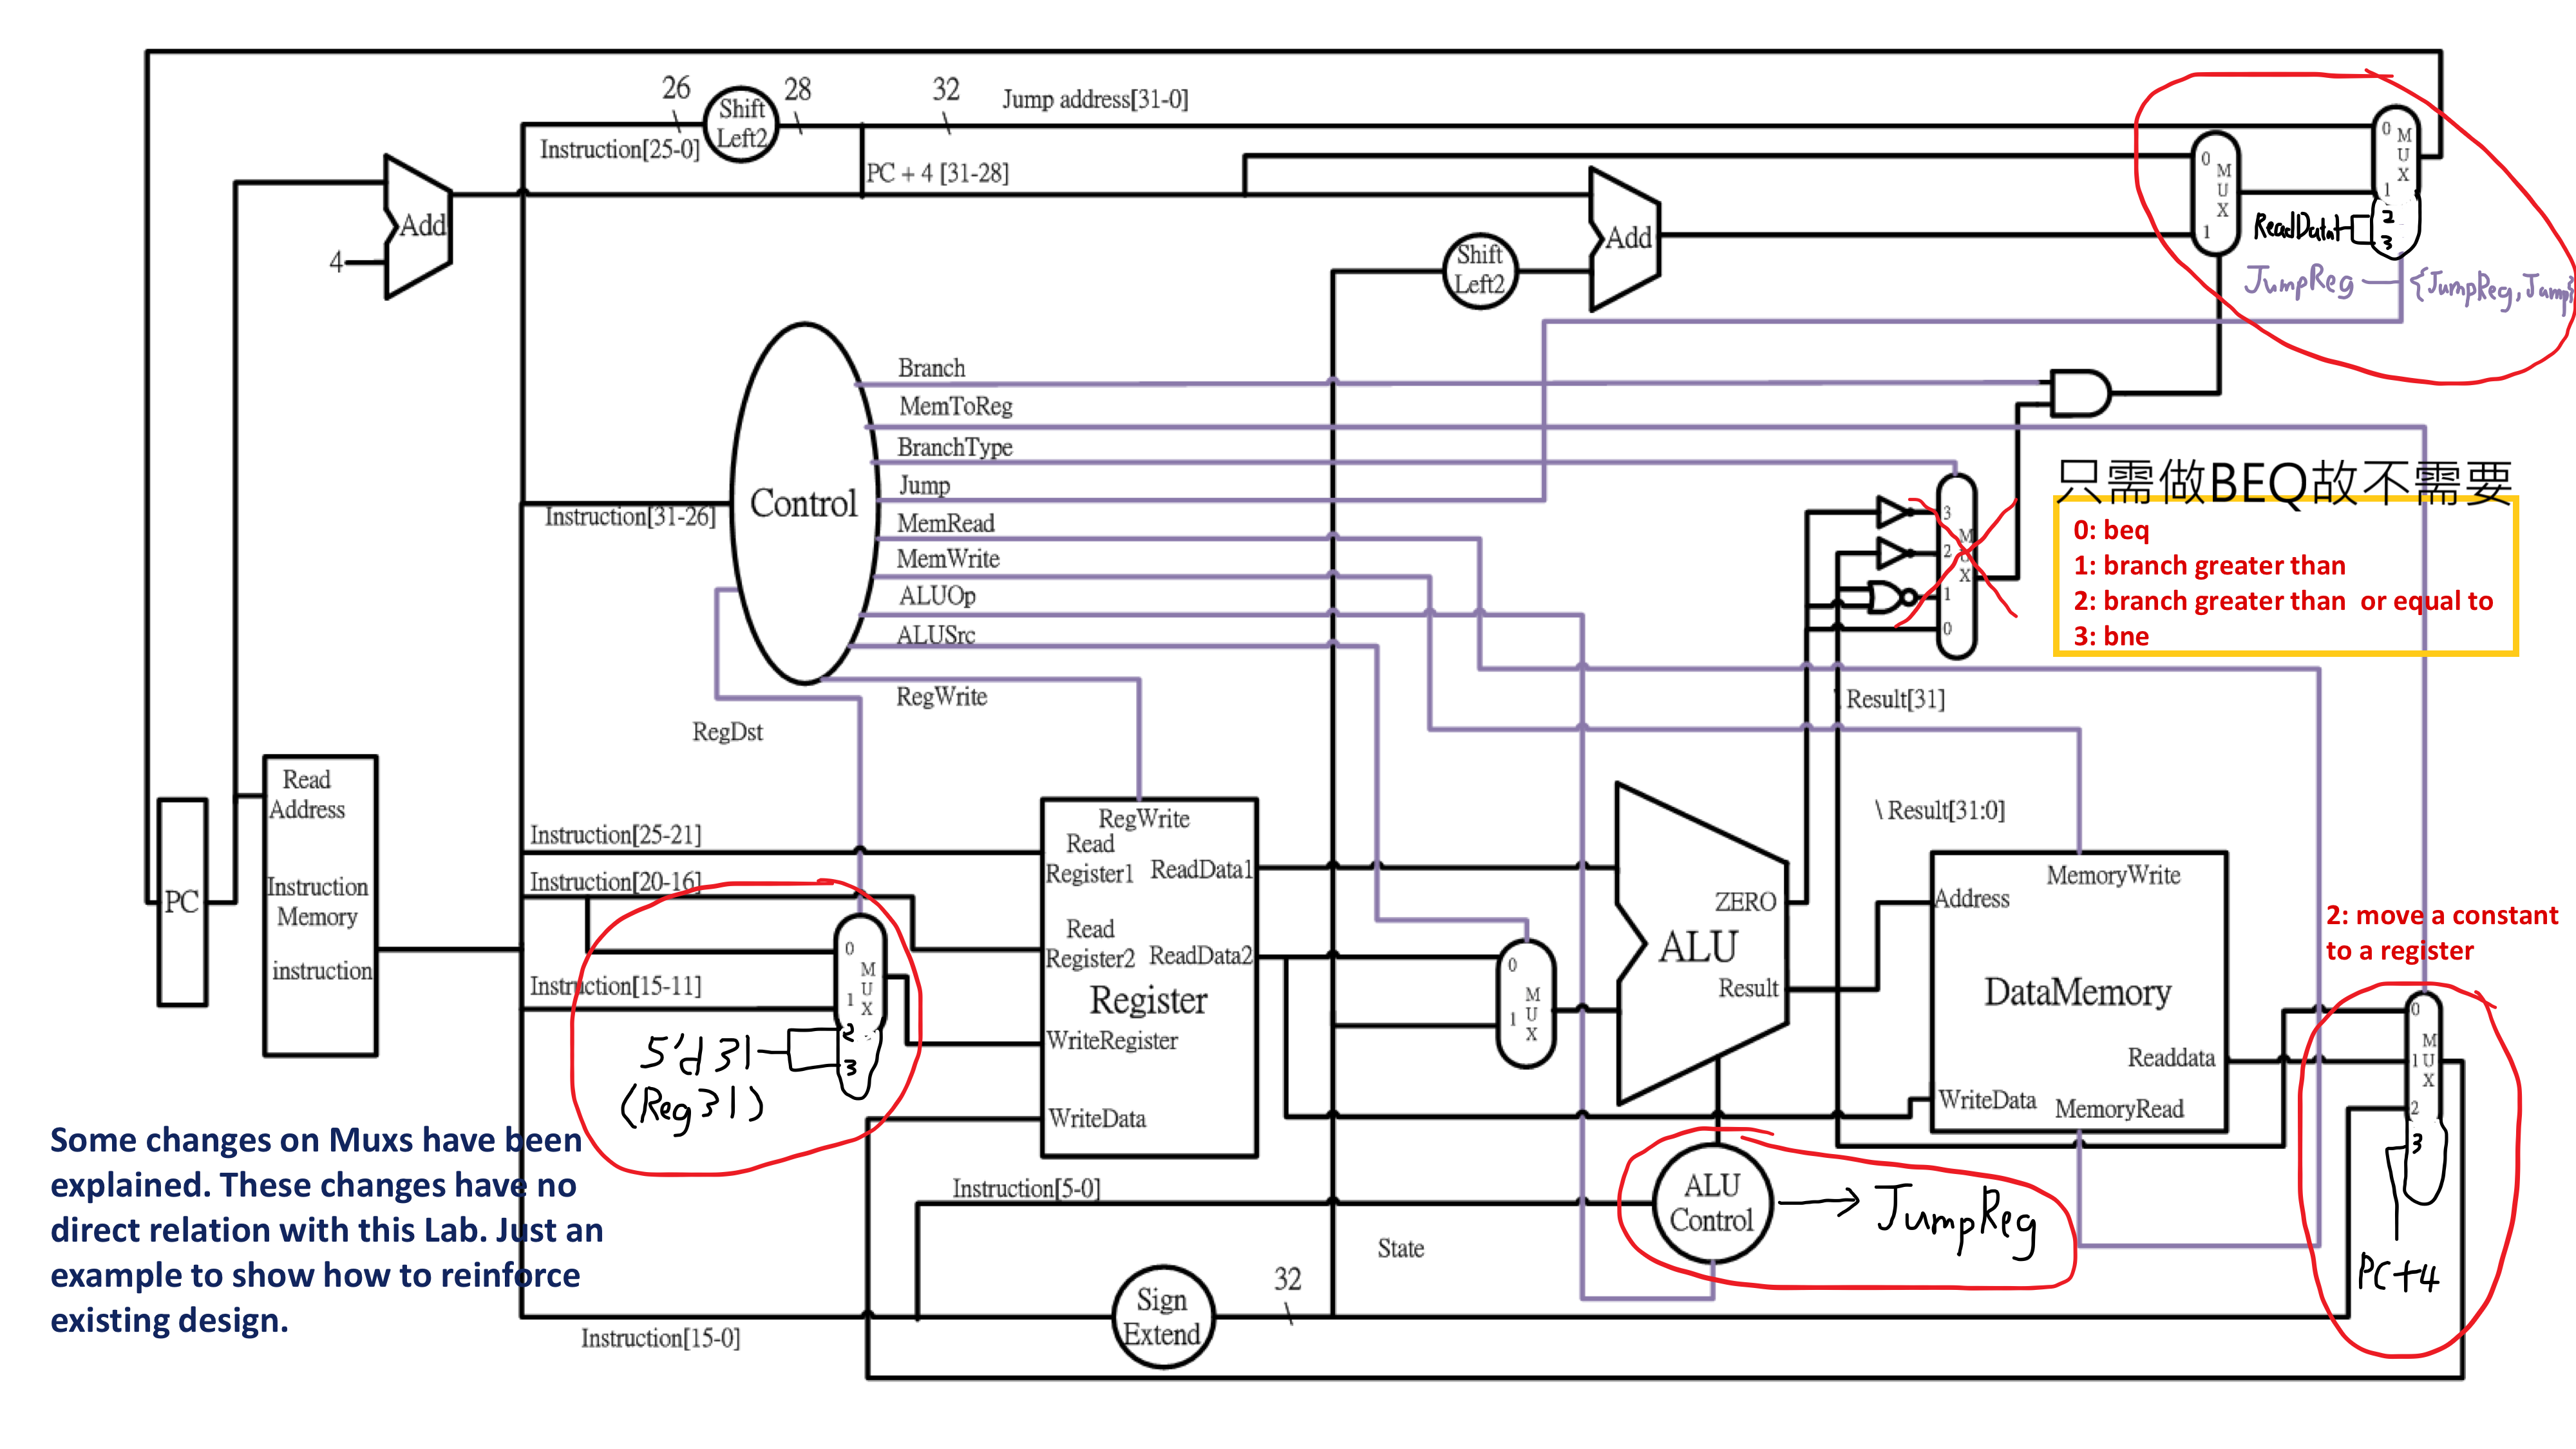 26
Shift
Left2
28
32
Jump address[31-0]
Instruction[25-0]
PC + 4 [31-28]
Add
4
Shift
Left2
Add
0
M
U
X
1
0
M
U
X
1
2
3
ReadData1
JumpReg
{JumpReg, Jump}
Control
Instruction[31-26]
Branch
MemToReg
BranchType
Jump
MemRead
MemWrite
ALUOp
ALUSrc
RegWrite
RegDst
3
2
1
0
M
U
X
只需做BEQ故不需要
0: beq
1: branch greater than
2: branch greater than or equal to
3: bne
\ Result[31]
\ Result[31:0]
PC
Read
Address
Instruction
Memory
instruction
Instruction[25-21]
Instruction[20-16]
Instruction[15-11]
0
M
U
X
1
2
3
5'd31
(Reg31)
RegWrite
Read
Register1
ReadData1
Read
Register2
ReadData2
Register
WriteRegister
WriteData
0
M
U
X
1
ZERO
ALU
Result
MemoryWrite
Address
DataMemory
Readdata
WriteData
MemoryRead
2: move a constant
to a register
0
M
1
U
X
2
3
PC+4
ALU
Control
JumpReg
Instruction[5-0]
State
Sign
Extend
32
Instruction[15-0]
Some changes on Muxs have been
explained. These changes have no
direct relation with this Lab. Just an
example to show how to reinforce
existing design.